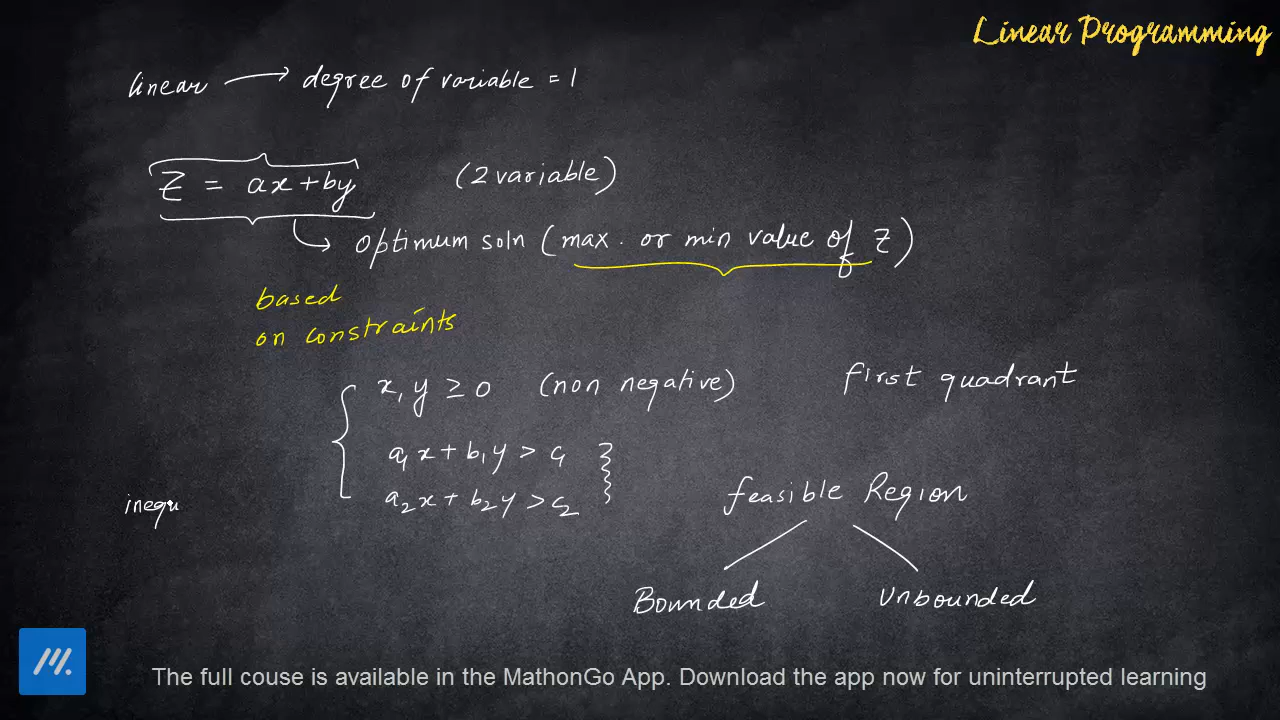 Linear Programming
linear → degree of variable = 1
Z = ax + by (2 variable)
optimum soln (max. or min value of Z)
based
on constraints
x, y ≥ 0 (non negative) first quadrant
a₁x + b₁y > c₁
feasible Region
inequ a₂x + b₂y > c₂
Bounded Unbounded
The full couse is available in the MathonGo App. Download the app now for uninterrupted learning